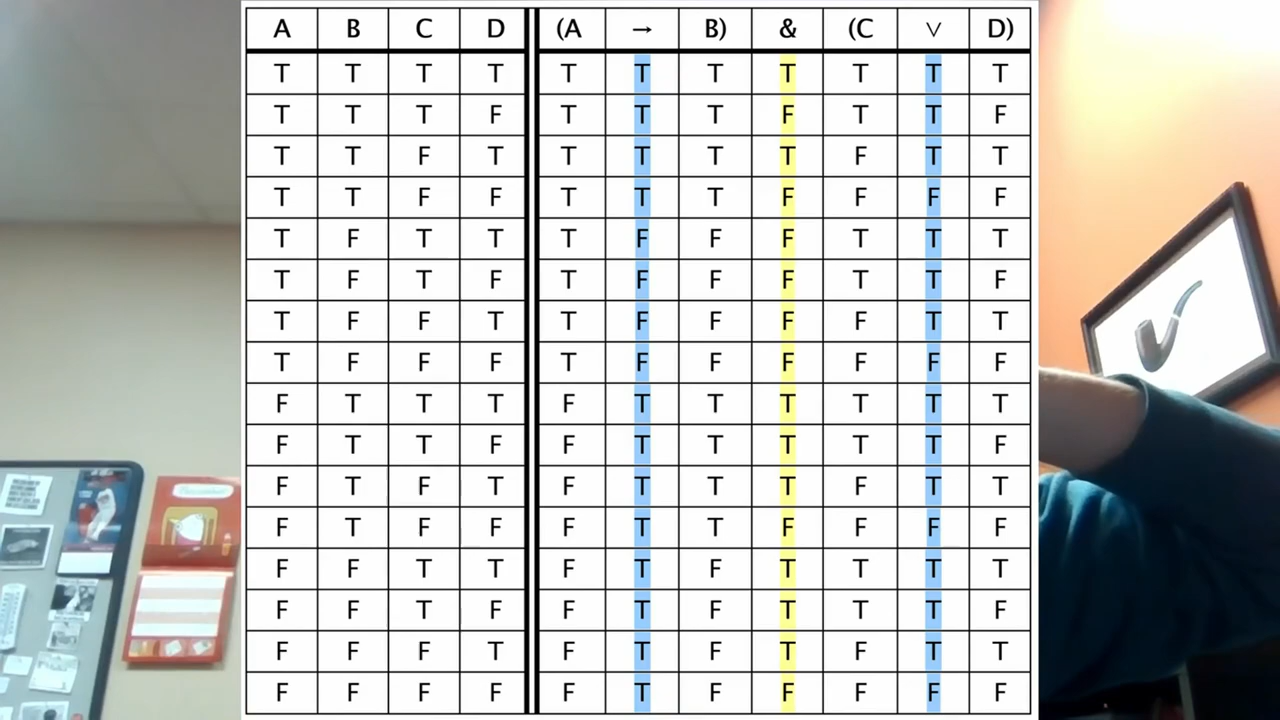 A B C D (A → B) & (C ∨ D)
T T T T T T T T T T T
T T T F T T T F T T F
T T F T T T T T F T T
T T F F T T T F F F F
T F T T T F F F T T T
T F T F T F F F T T F
T F F T T F F F F T T
T F F F T F F F F F F
F T T T F T T T T T T
F T T F F T T T T T F
F T F T F T T T F T T
F T F F F T T F F F F
F F T T F T F T T T T
F F T F F T F T T T F
F F F T F T F T F T T
F F F F F T F F F F F